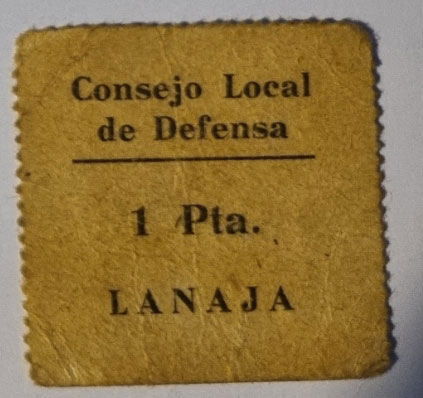 Consejo Local
de Defensa
1 Pta.
LANAJA